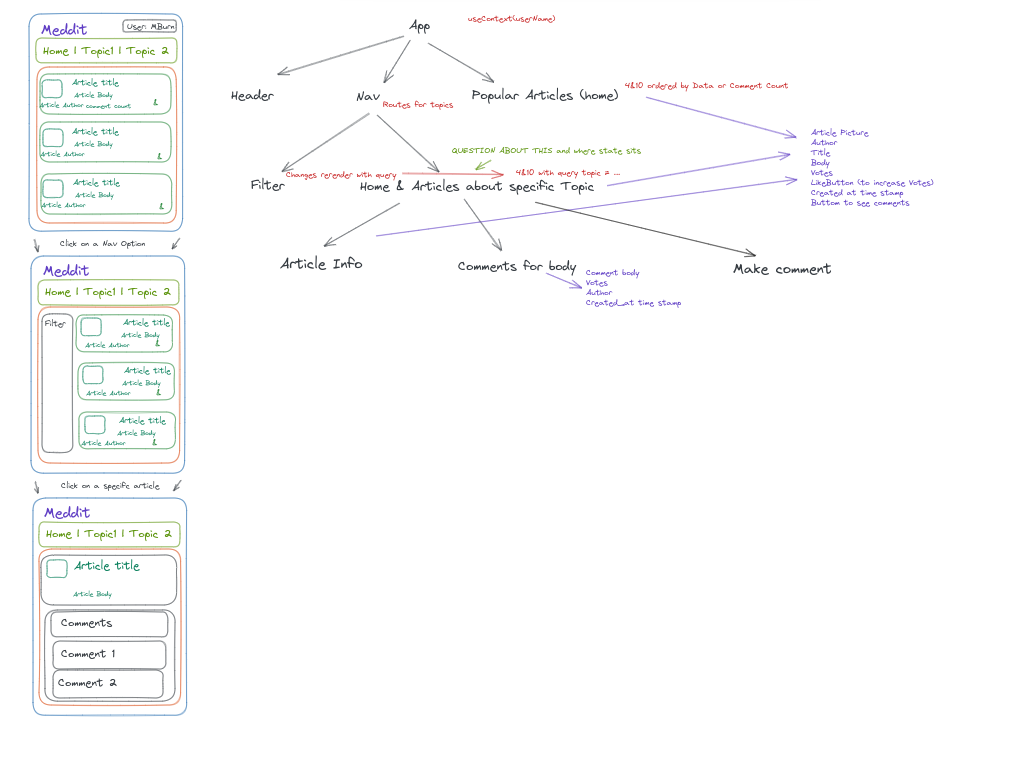 Meddit
User: MBurn
Home | Topic1 | Topic 2
Article title
Article Body
Article Author comment count
Article title
Article Body
Article Author
Article title
Article Body
Article Author
Click on a Nav Option
Meddit
Home | Topic1 | Topic 2
Filter
Article title
Article Body
Article Author
Article title
Article Body
Article Author
Article title
Article Body
Article Author
Click on a specific article
Meddit
Home | Topic1 | Topic 2
Article title
Article Body
Comments
Comment 1
Comment 2
App
useContext(userName)
Header
Nav
Routes for topics
Popular Articles (home)
4&10 ordered by Data or Comment Count
QUESTION ABOUT THIS and where state sits
Filter
Changes rerender with query
4&10 with query topic = ...
Home & Articles about specific Topic
Article Picture
Author
Title
Body
Votes
LikeButton (to increase Votes)
Created at time stamp
Buttom to see comments
Article Info
Comments for body
Make comment
Comment body
Votes
Author
Created_at time stamp